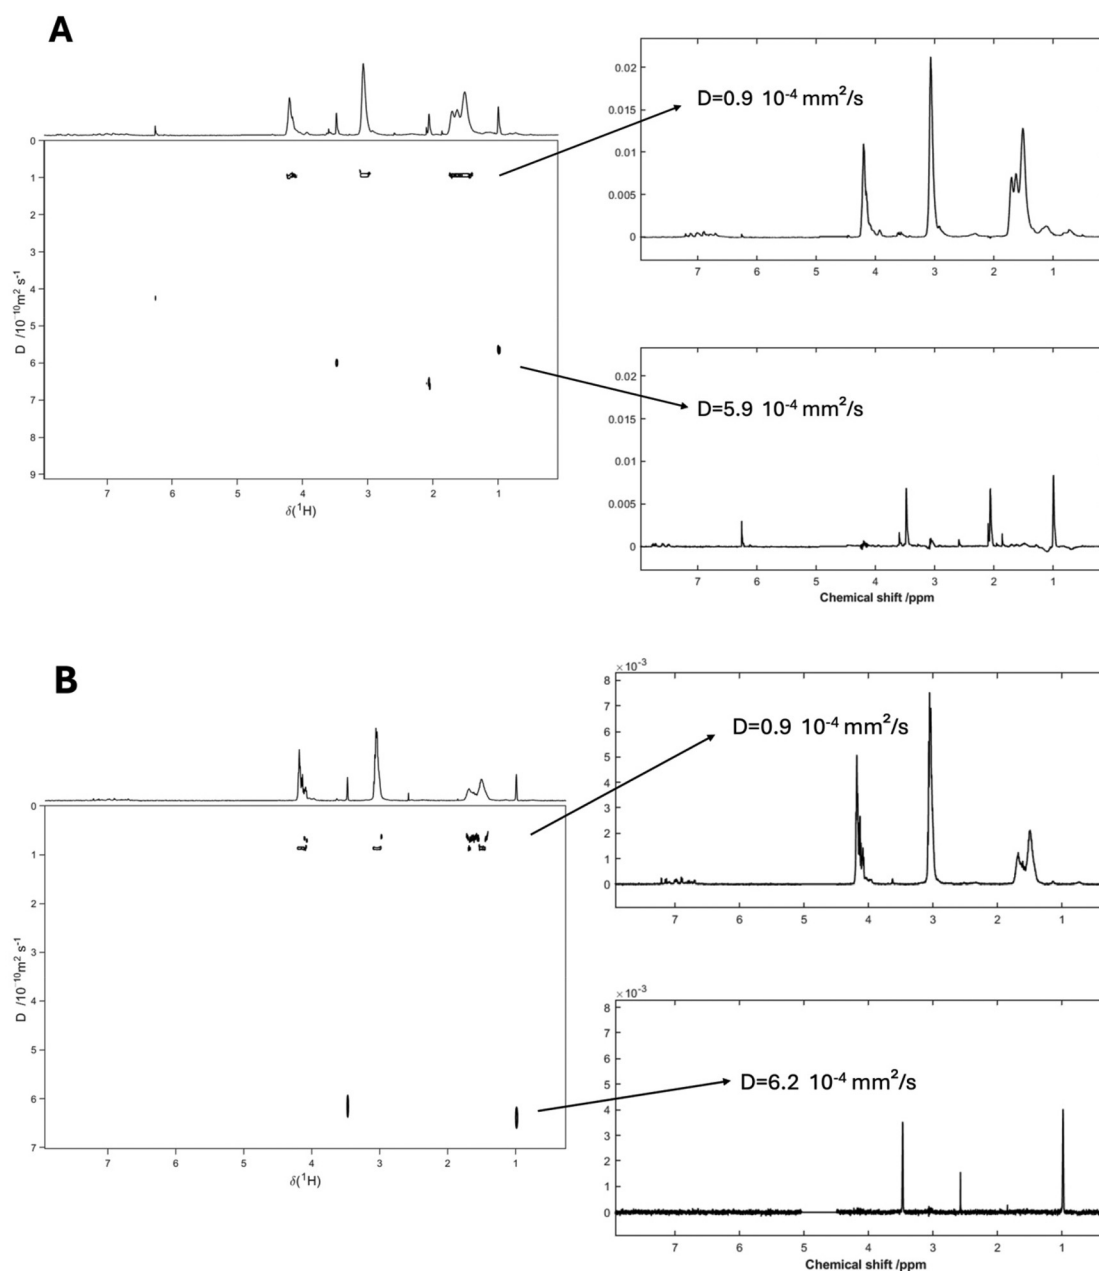 A
0
1
2
3
4
5
6
7
8
9
D /10⁻¹⁰m² s⁻¹
7 6 5 4 3 2 1
δ(¹H)
D=0.9 10⁻⁴ mm²/s
0.02
0.015
0.01
0.005
0
7 6 5 4 3 2 1
D=5.9 10⁻⁴ mm²/s
0.02
0.015
0.01
0.005
0
7 6 5 4 3 2 1
Chemical shift /ppm
B
0
1
2
3
4
5
6
7
D /10⁻¹⁰m² s⁻¹
7 6 5 4 3 2 1
δ(¹H)
×10⁻³
D=0.9 10⁻⁴ mm²/s
8
7
6
5
4
3
2
1
0
7 6 5 4 3 2 1
×10⁻³
D=6.2 10⁻⁴ mm²/s
8
7
6
5
4
3
2
1
0
7 6 5 4 3 2 1
Chemical shift /ppm